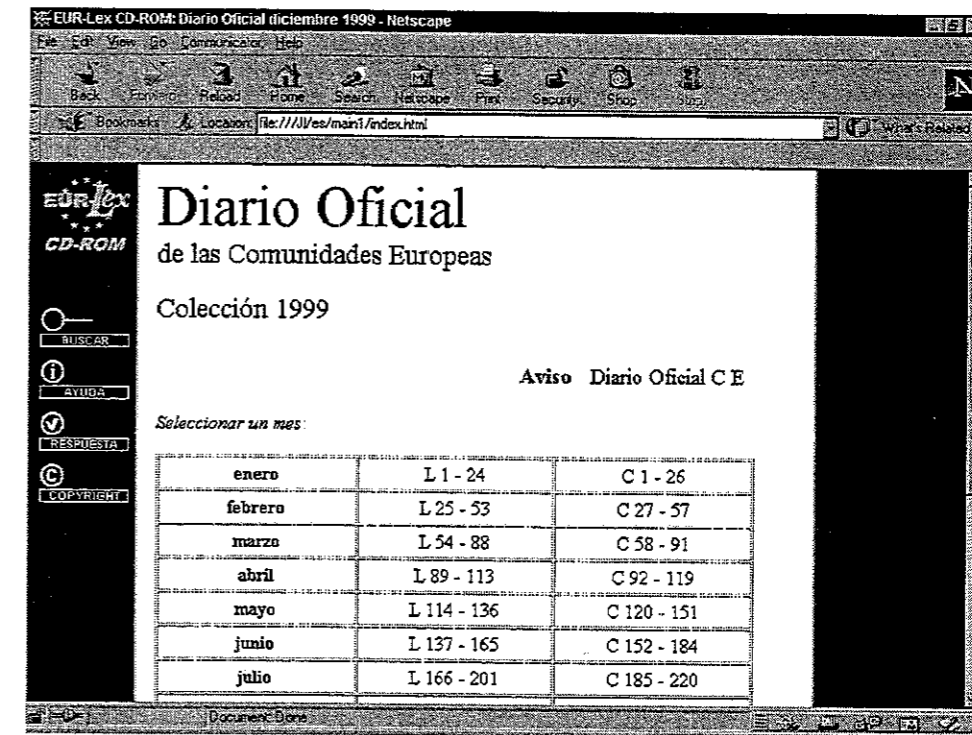 EUR-Lex CD-ROM: Diario Oficial diciembre 1999 - Netscape
File Edit View Go Communicator Help
Back Forward Reload Home Search Netscape Print Security Shop Stop
Bookmarks Location: file:///J|/es/main1/index.html What's Related
EUR-Lex
CD-ROM
BUSCAR
AYUDA
RESPUESTA
COPYRIGHT
Diario Oficial
de las Comunidades Europeas
Colección 1999
Aviso Diario Oficial C E
Seleccionar un mes:
enero L 1 - 24 C 1 - 26
febrero L 25 - 53 C 27 - 57
marzo L 54 - 88 C 58 - 91
abril L 89 - 113 C 92 - 119
mayo L 114 - 136 C 120 - 151
junio L 137 - 165 C 152 - 184
julio L 166 - 201 C 185 - 220
Document: Done